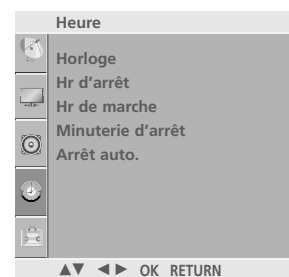 Heure
Horloge
Hr d'arrêt
Hr de marche
Minuterie d'arrêt
Arrêt auto.
▲▼ ◄► OK RETURN